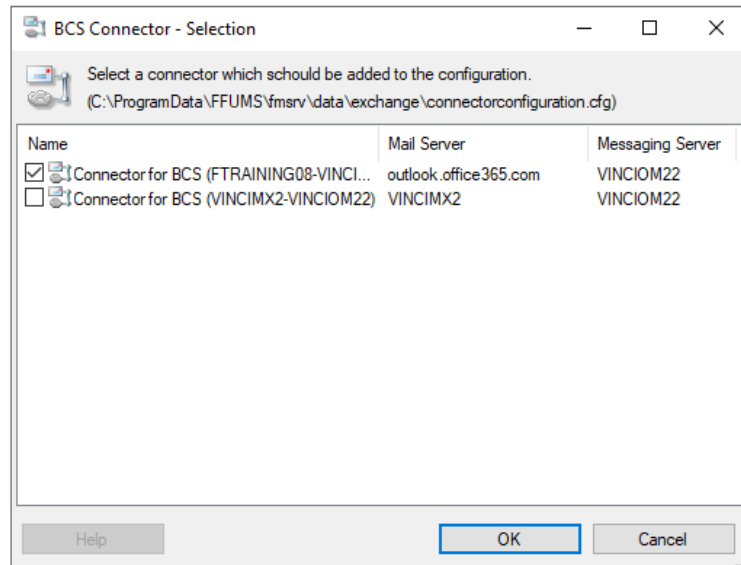 BCS Connector - Selection
Select a connector which schould be added to the configuration.
(C:\ProgramData\FFUMS\fmsrv\data\exchange\connectorconfiguration.cfg)
Name Mail Server Messaging Server
Connector for BCS (FTRAINING08-VINCI... outlook.office365.com VINCIOM22
Connector for BCS (VINCIMX2-VINCIOM22) VINCIMX2 VINCIOM22
Help OK Cancel